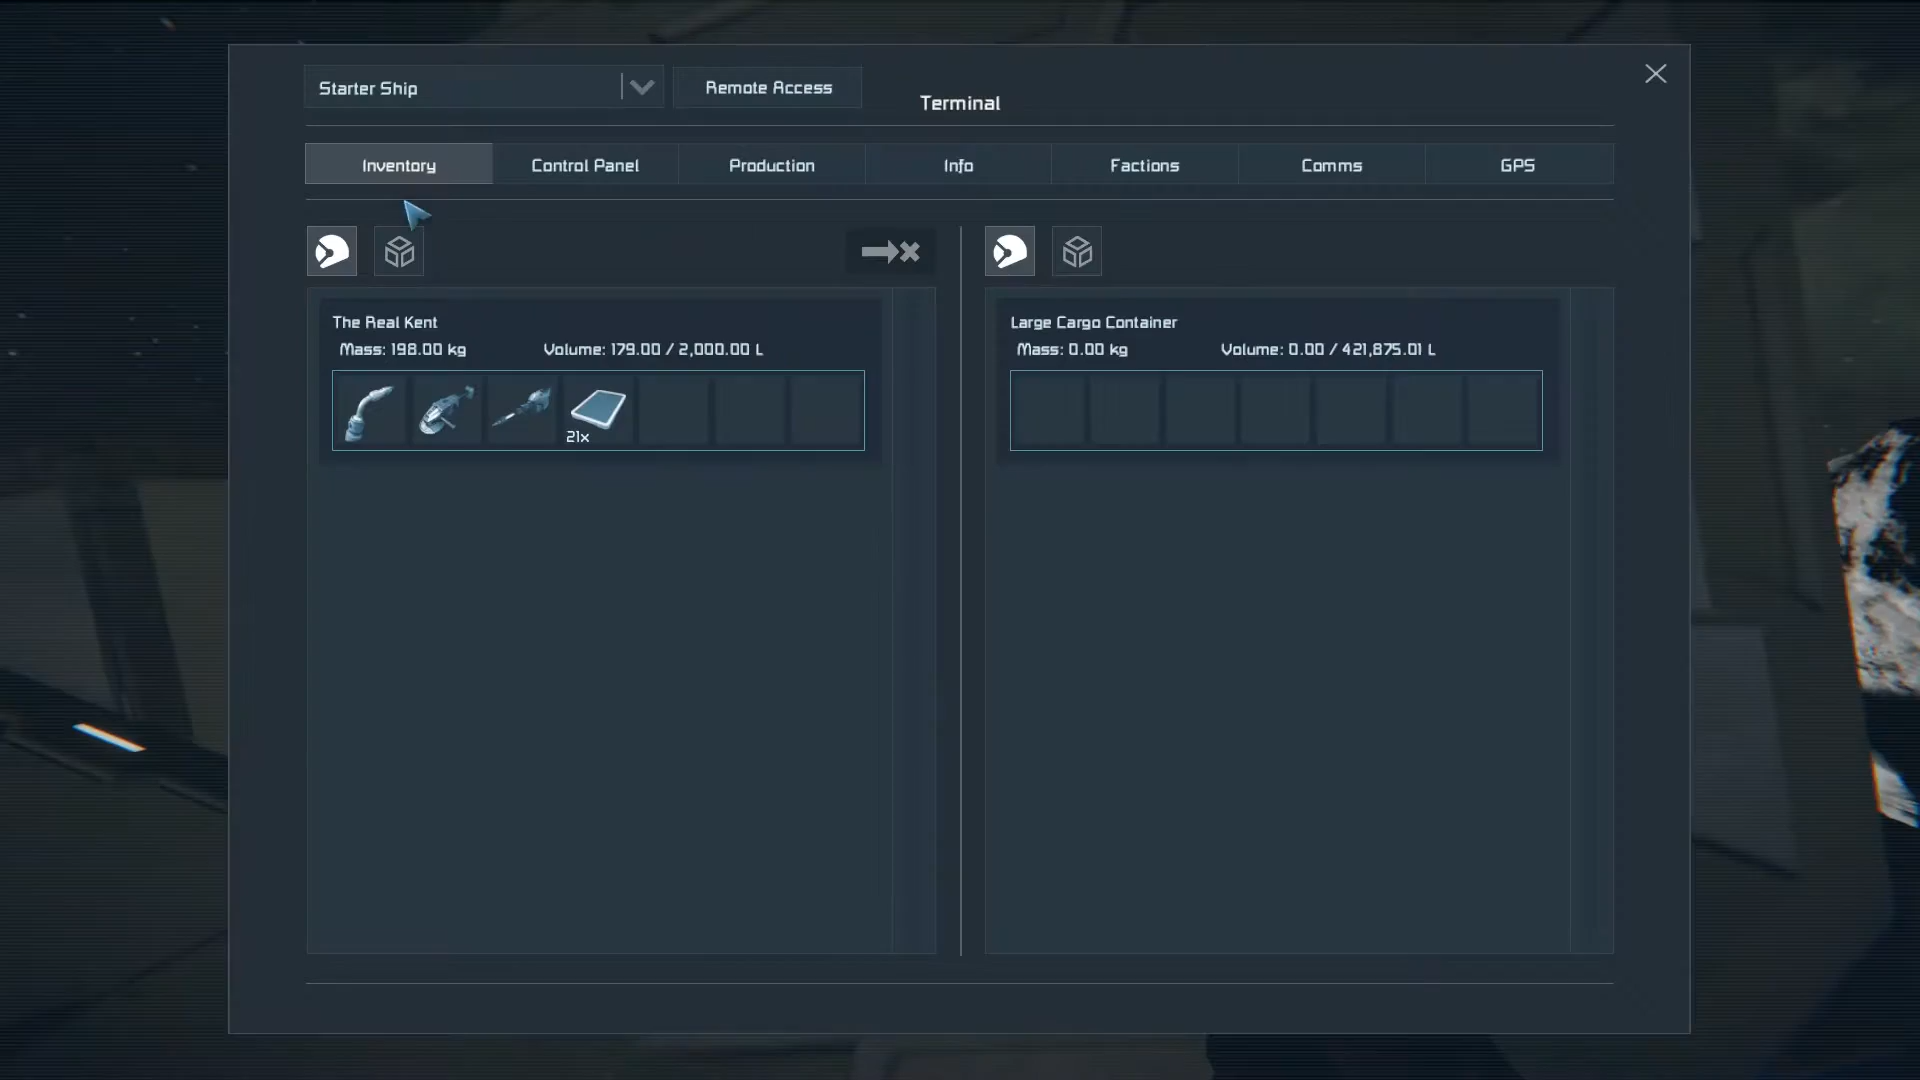 Starter Ship
Remote Access
Terminal
Inventory
Control Panel
Production
Info
Factions
Comms
GPS
The Real Kent
Mass: 198.00 kg
Volume: 179.00 / 2,000.00 L
21x
Large Cargo Container
Mass: 0.00 kg
Volume: 0.00 / 421,875.01 L